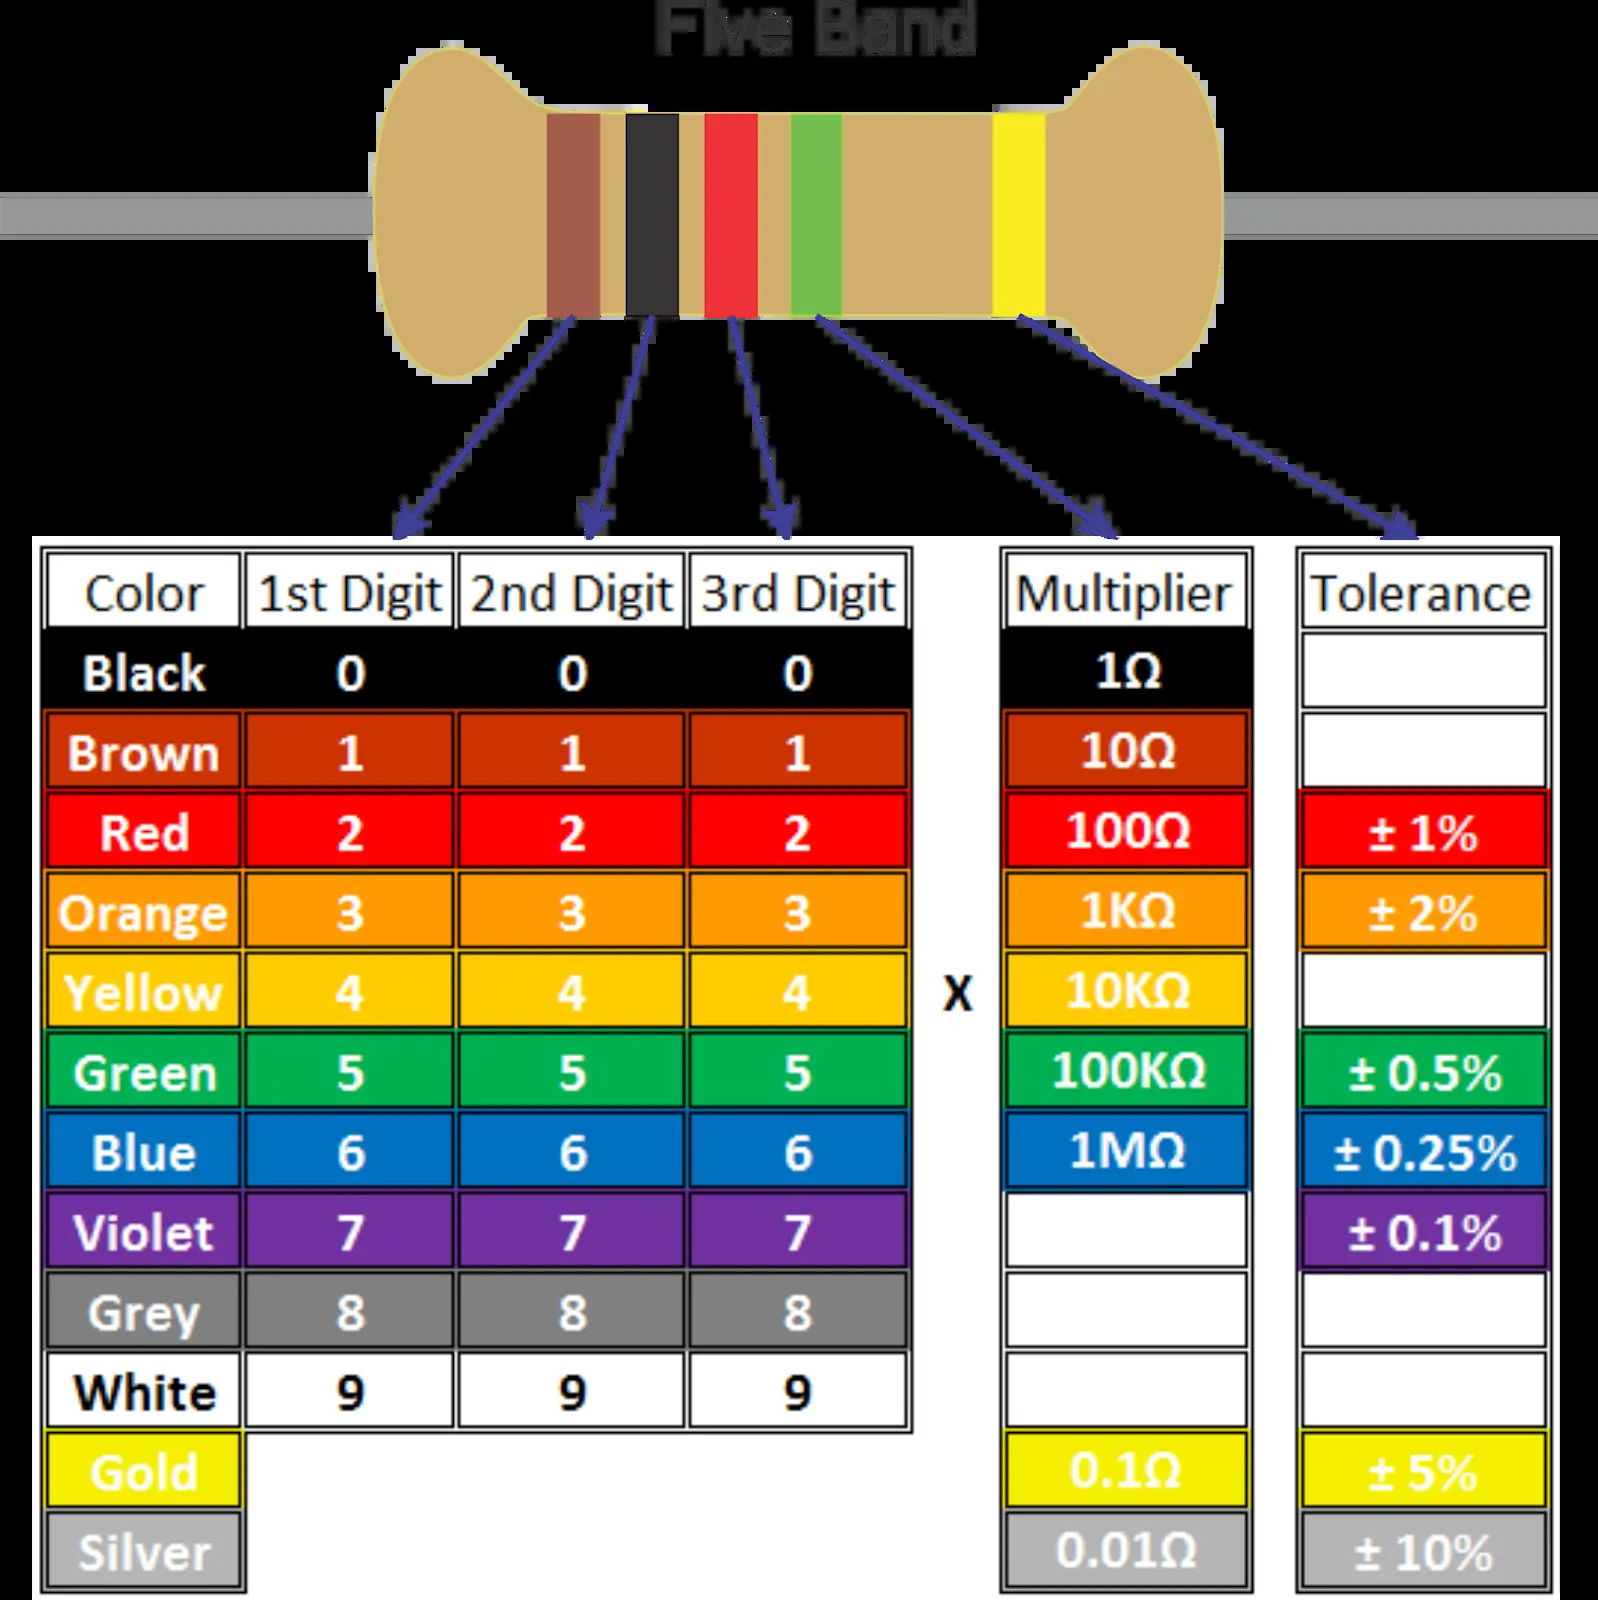 Five Band
Color 1st Digit 2nd Digit 3rd Digit Multiplier Tolerance
Black 0 0 0 1Ω
Brown 1 1 1 10Ω
Red 2 2 2 100Ω ± 1%
Orange 3 3 3 1KΩ ± 2%
Yellow 4 4 4 X 10KΩ
Green 5 5 5 100KΩ ± 0.5%
Blue 6 6 6 1MΩ ± 0.25%
Violet 7 7 7 ± 0.1%
Grey 8 8 8
White 9 9 9
Gold 0.1Ω ± 5%
Silver 0.01Ω ± 10%